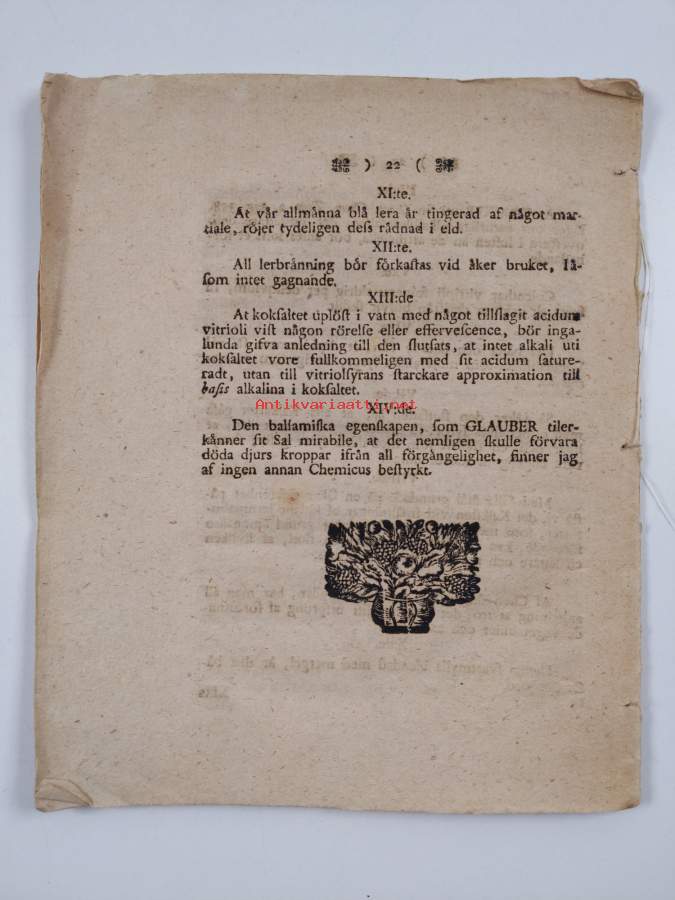 ) 22 (
XI:te.
At vår allmänna blå lera är tingerad af något mar-
tiale, röjer tydeligen deſs rådnad i eld.
XII:te.
All lerbränning bör förkaſtas vid åker bruket, ſå-
ſom intet gagnande.
XIII:de
At kokſaltet uplöſt i vatn med något tillſlagit acidum
vitrioli viſt någon rörelſe eller efferveſcence, bör inga-
lunda gifva anledning till den ſlutſats, at intet alkali uti
kokſaltet vore fullkommeligen med ſit acidum ſature-
radt, utan till vitriolſyrans ſtarckare approximation till
baſis alkalina i kokſaltet.
Antikvariaatti.net
XIV:de.
Den balſamiſka egenſkapen, ſom GLAUBER tiler-
känner ſit Sal mirabile, at det nemligen ſkulle förvara
döda djurs kroppar ifrån all förgängelighet, finner jag
af ingen annan Chemicus beſtyrkt.